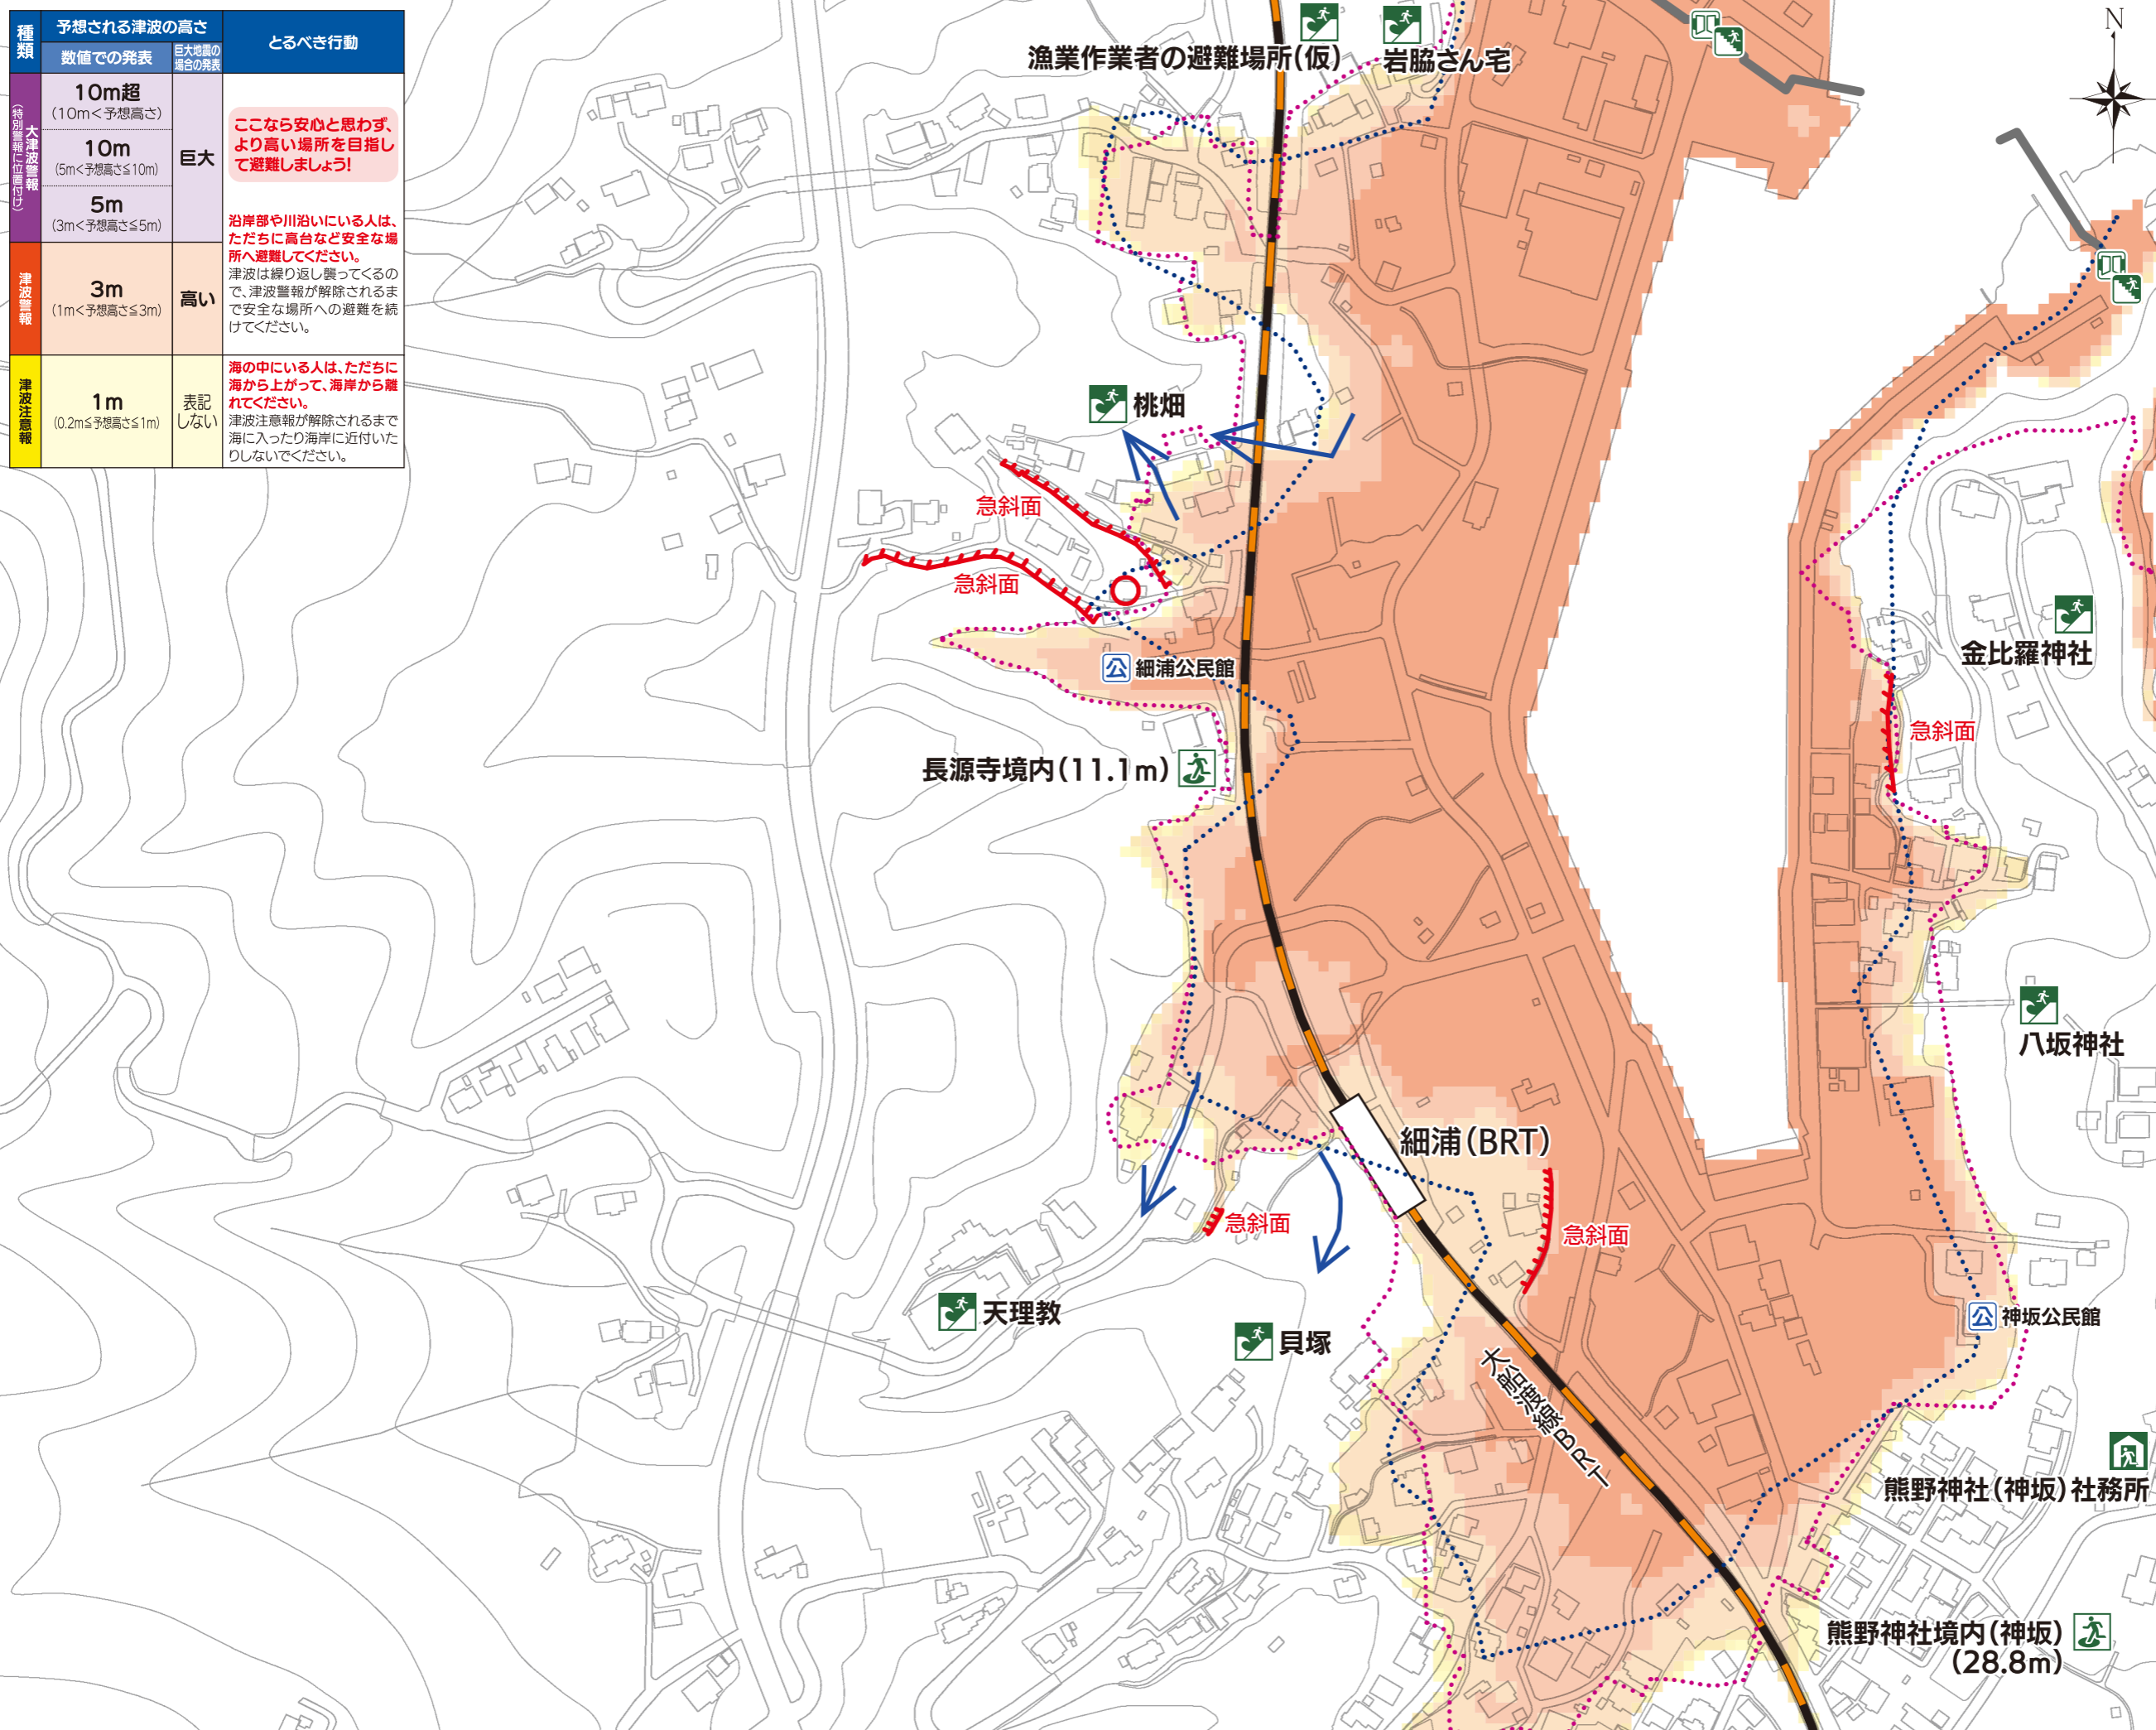 種類
予想される津波の高さ
とるべき行動
数値での発表
巨大地震の
場合の発表
大津波警報
(特別警報に位置付け)
10m超
(10m<予想高さ)
10m
(5m<予想高さ≦10m)
5m
(3m<予想高さ≦5m)
巨大
ここなら安心と思わず、
より高い場所を目指し
て避難しましょう!
沿岸部や川沿いにいる人は、
ただちに高台など安全な場
所へ避難してください。
津波は繰り返し襲ってくるの
で、津波警報が解除されるま
で安全な場所への避難を続
けてください。
津波警報
3m
(1m<予想高さ≦3m)
高い
津波注意報
1m
(0.2m≦予想高さ≦1m)
表記
しない
海の中にいる人は、ただちに
海から上がって、海岸から離
れてください。
津波注意報が解除されるまで
海に入ったり海岸に近付いた
りしないでください。
N
漁業作業者の避難場所(仮)
岩脇さん宅
桃畑
急斜面
急斜面
金比羅神社
公 細浦公民館
急斜面
長源寺境内(11.1m)
八坂神社
細浦(BRT)
急斜面
急斜面
天理教
公 神坂公民館
貝塚
大船渡線BRT
熊野神社(神坂)社務所
熊野神社境内(神坂)
(28.8m)